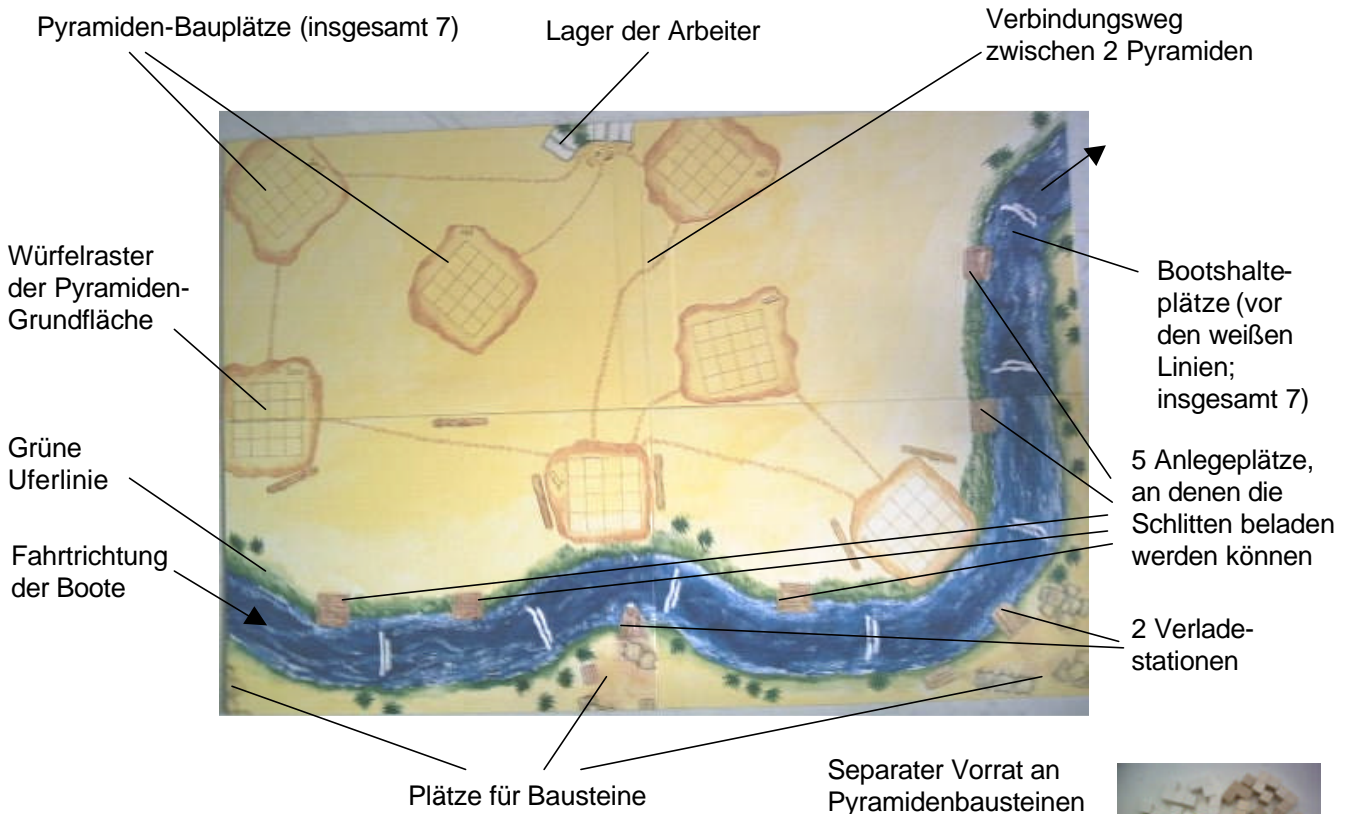 Pyramiden-Bauplätze (insgesamt 7)
Lager der Arbeiter
Verbindungsweg
zwischen 2 Pyramiden
Würfelraster
der Pyramiden-
Grundfläche
Bootshalte-
plätze (vor
den weißen
Linien;
insgesamt 7)
Grüne
Uferlinie
5 Anlegeplätze,
an denen die
Schlitten beladen
werden können
Fahrtrichtung
der Boote
2 Verlade-
stationen
Plätze für Bausteine
Separater Vorrat an
Pyramidenbausteinen